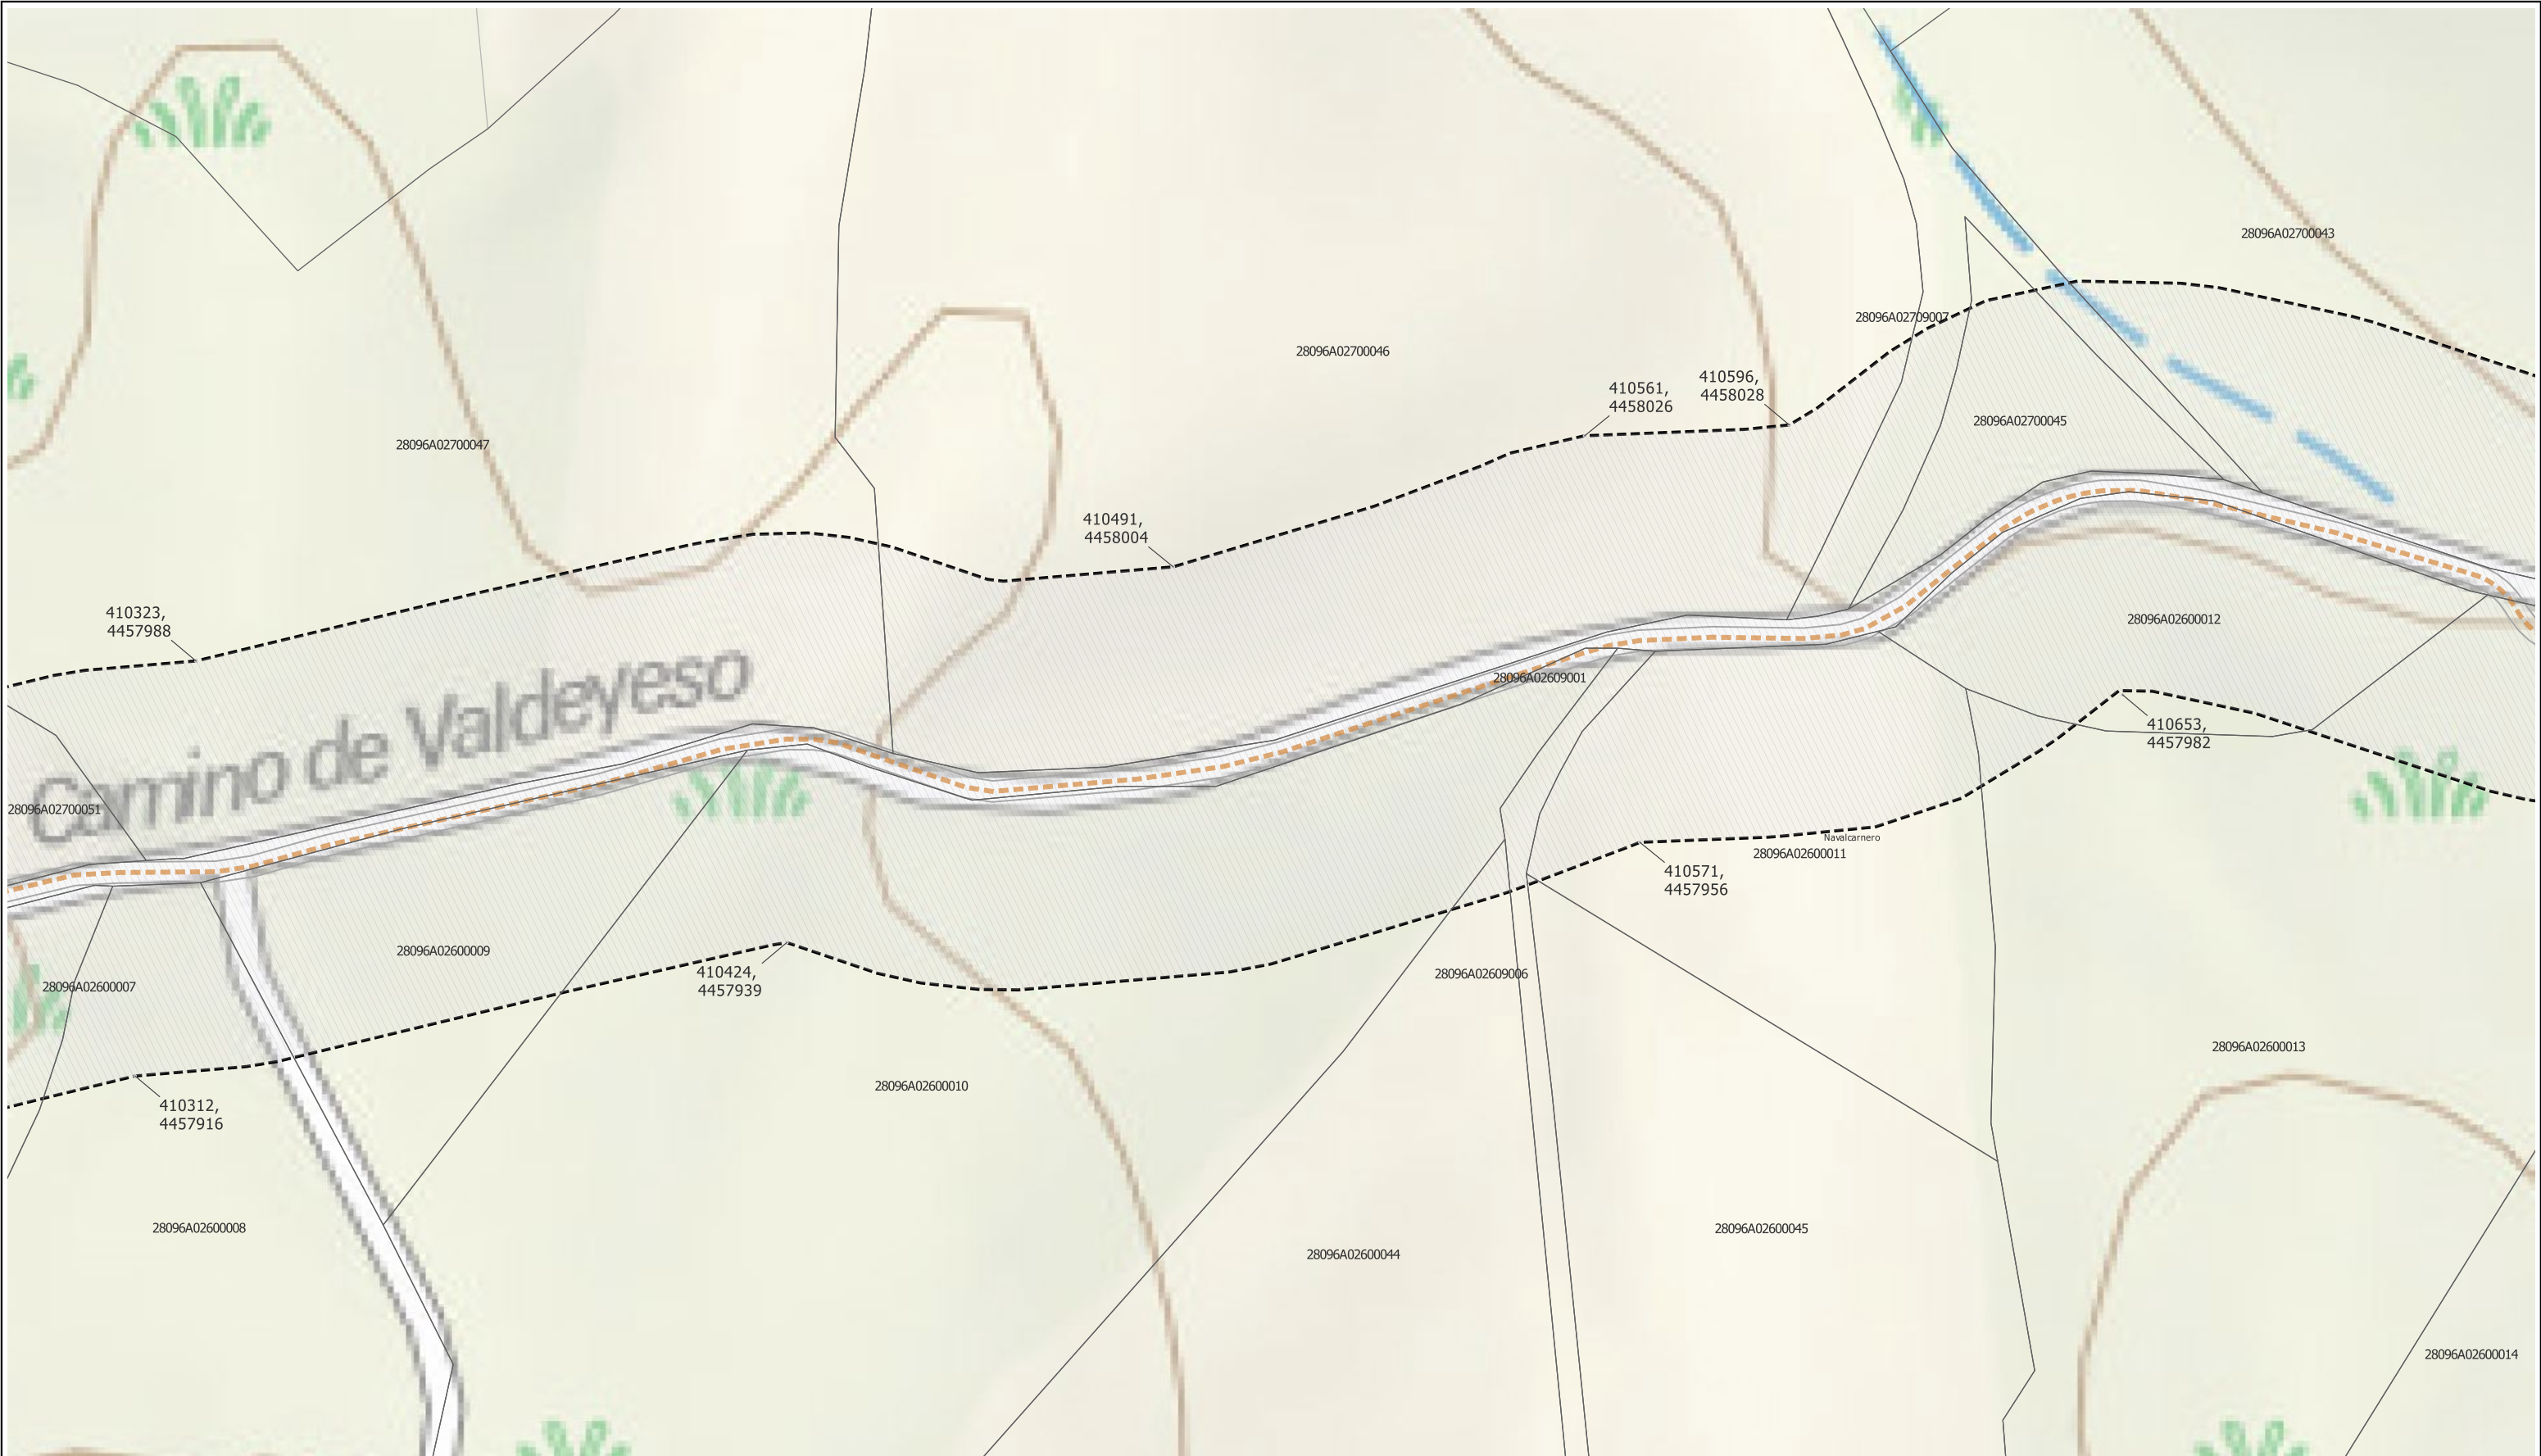 28096A02700043
28096A02709007
28096A02700046
410561,
4458026
410596,
4458028
28096A02700045
28096A02700047
410491,
4458004
410323,
4457988
28096A02600012
Camino de Valdeyeso
28096A02609001
410653,
4457982
28096A02700051
Navalcarnero
28096A02600011
410571,
4457956
28096A02600009
410424,
4457939
28096A02609006
28096A02600007
28096A02600013
28096A02600010
410312,
4457916
28096A02600008
28096A02600045
28096A02600044
28096A02600014